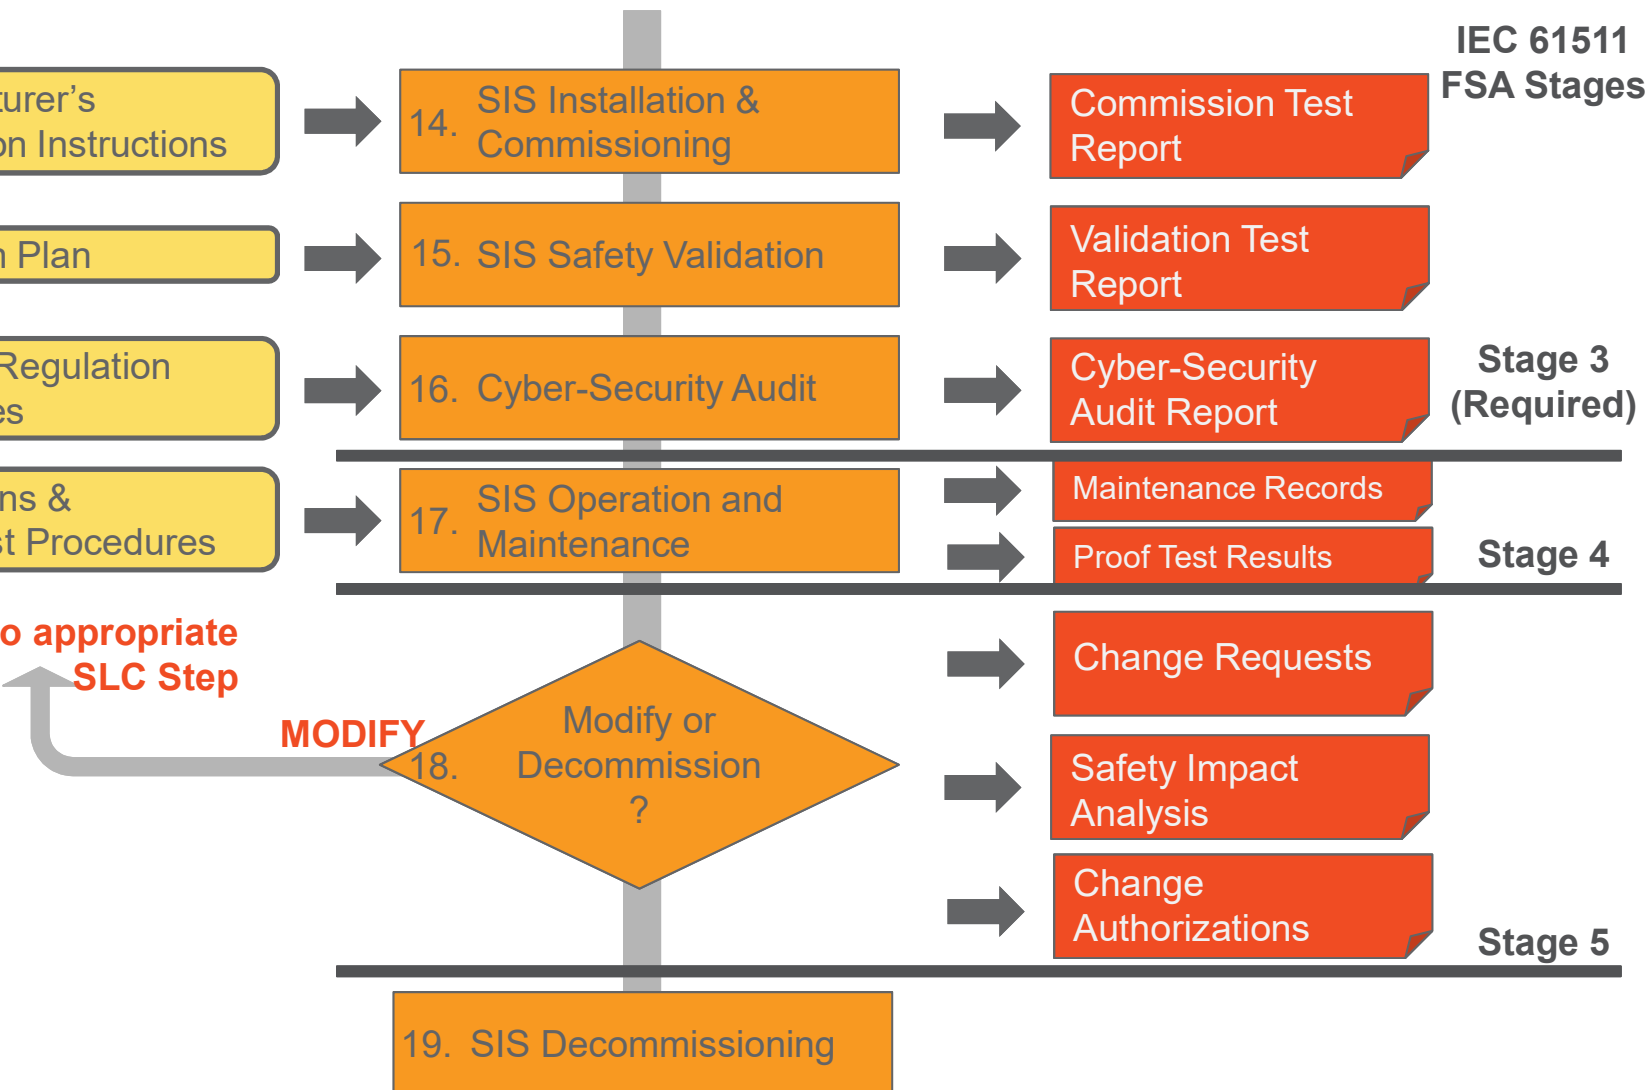 IEC 61511
FSA Stages
turer's
on Instructions
14. SIS Installation &
Commissioning
Commission Test
Report
n Plan
15. SIS Safety Validation
Validation Test
Report
Regulation
es
16. Cyber-Security Audit
Cyber-Security
Audit Report
Stage 3
(Required)
ns &
st Procedures
17. SIS Operation and
Maintenance
Maintenance Records
Proof Test Results
Stage 4
o appropriate
SLC Step
MODIFY
18. Modify or
Decommission
?
Change Requests
Safety Impact
Analysis
Change
Authorizations
Stage 5
19. SIS Decommissioning